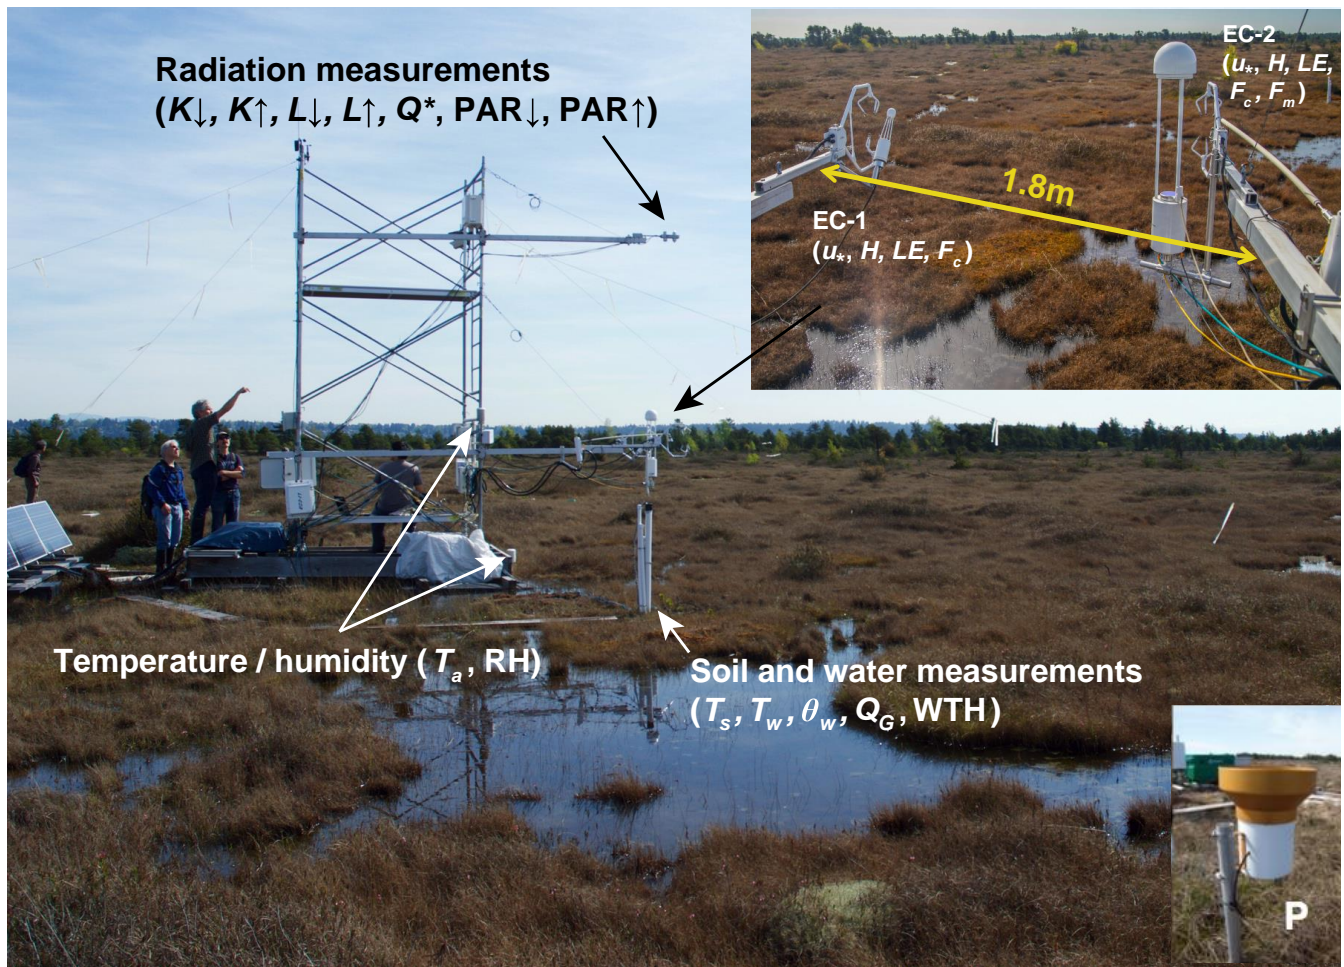 Radiation measurements
(K↓, K↑, L↓, L↑, Q*, PAR↓, PAR↑)
EC-2
(u*, H, LE,
Fc, Fm)
1.8m
EC-1
(u*, H, LE, Fc)
Temperature / humidity (Ta, RH)
Soil and water measurements
(Ts, Tw, θw, QG, WTH)
P